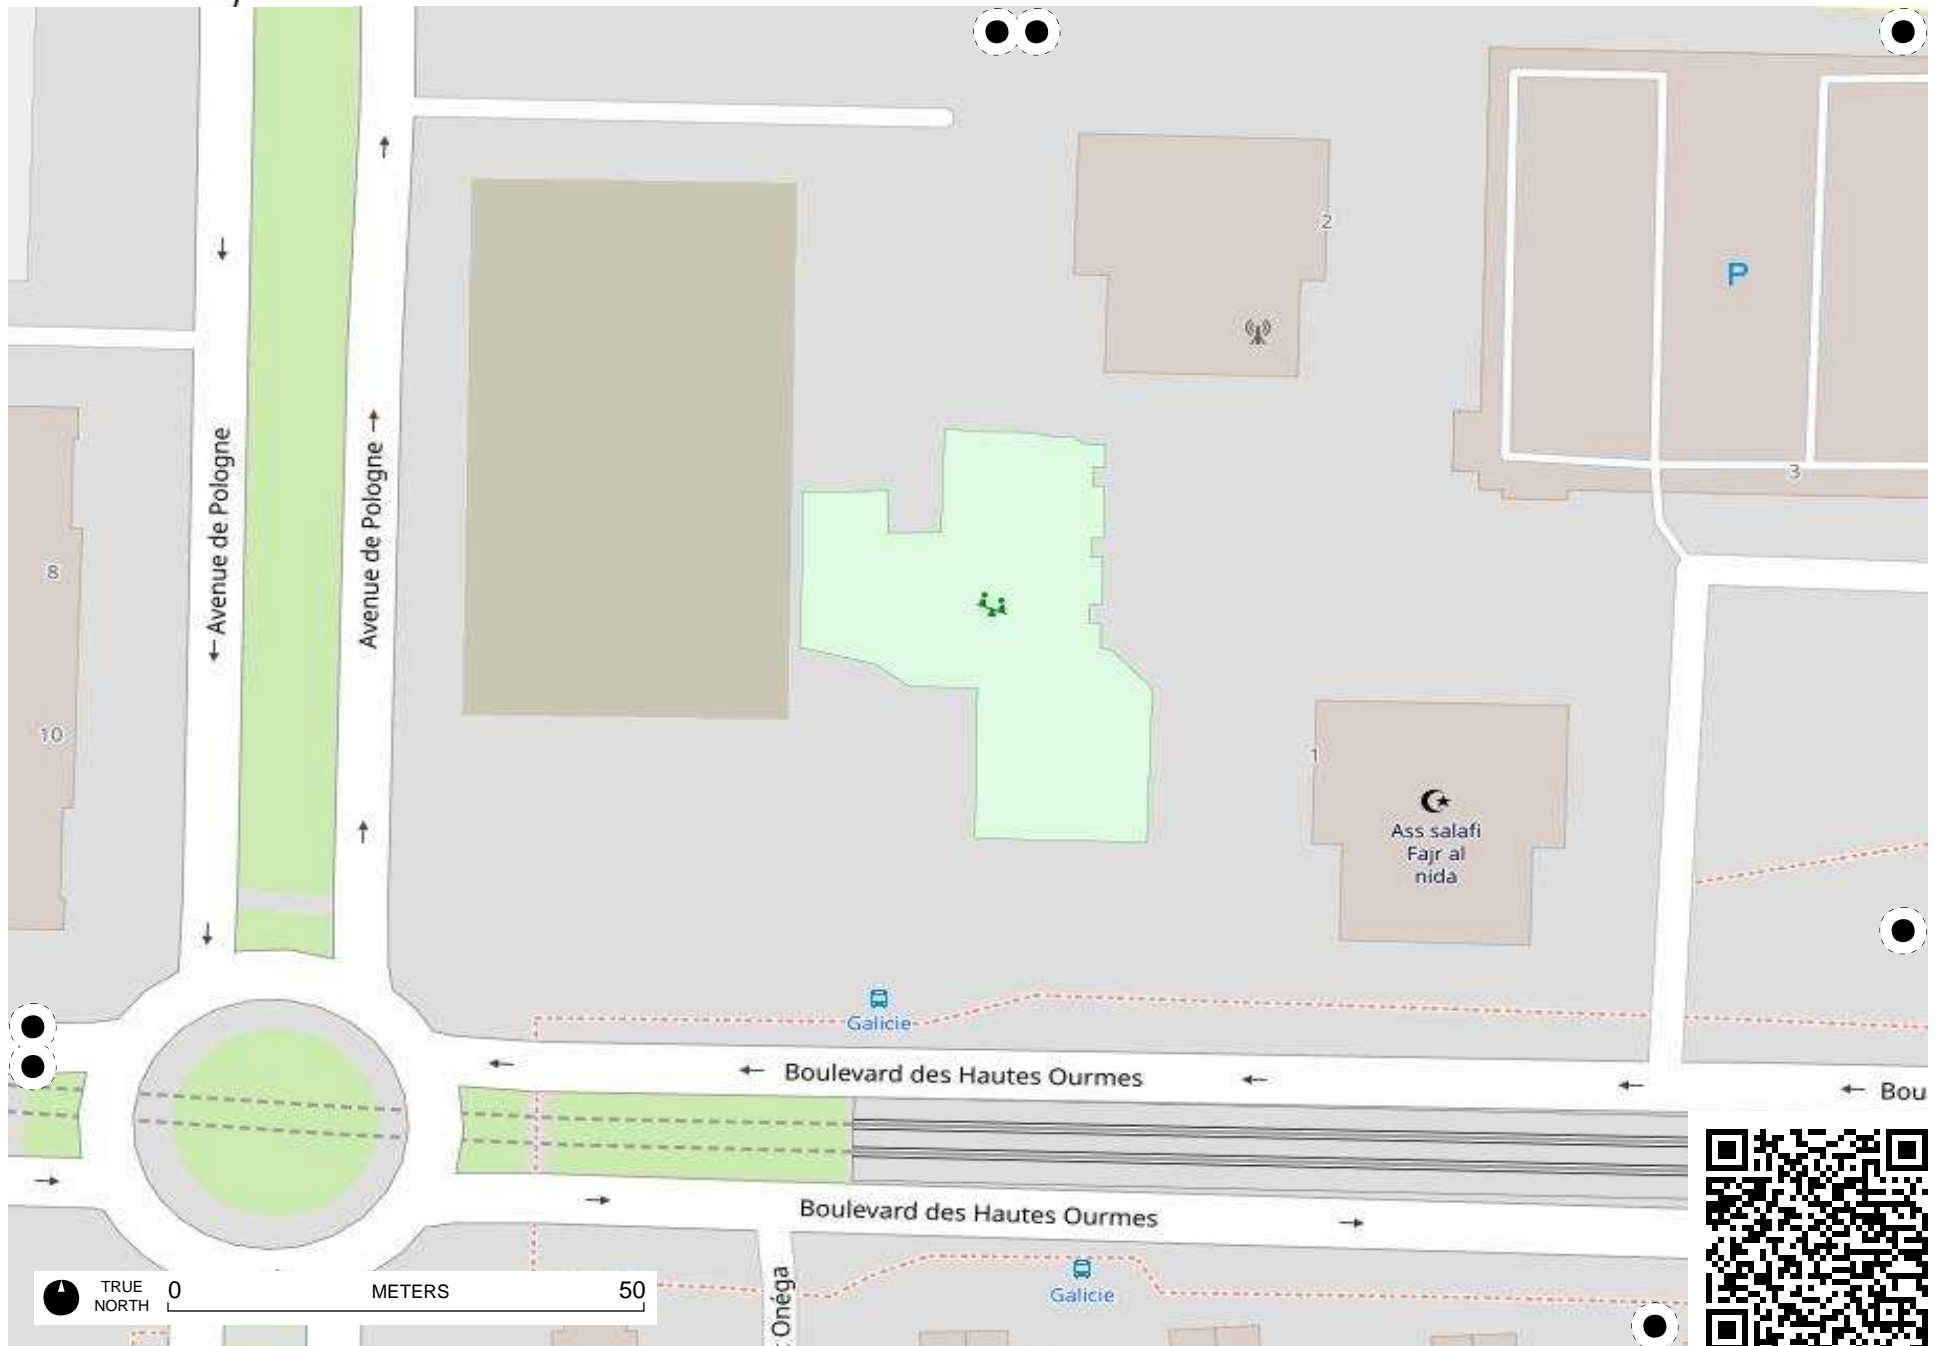 2
P
← Avenue de Pologne
Avenue de Pologne →
3
8
10
1
Ass salafi
Fajr al
nida
Galicie
← Boulevard des Hautes Ourmes
← Bou
Boulevard des Hautes Ourmes
TRUE
NORTH
0 METERS 50
Onéga
Galicie